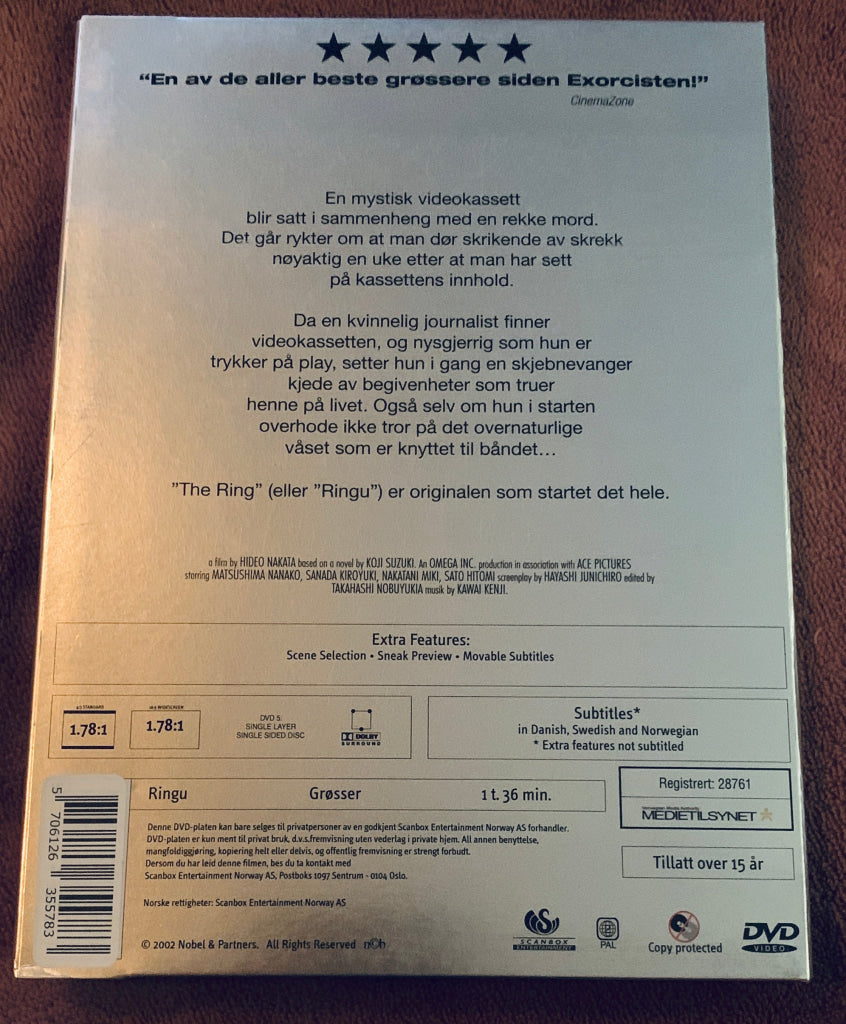 ★★★★★
“En av de aller beste grøssere siden Exorcisten!”
CinemaZone
En mystisk videokassett
blir satt i sammenheng med en rekke mord.
Det går rykter om at man dør skrikende av skrekk
nøyaktig en uke etter at man har sett
på kassettens innhold.
Da en kvinnelig journalist finner
videokassetten, og nysgjerrig som hun er
trykker på play, setter hun i gang en skjebnevanger
kjede av begivenheter som truer
henne på livet. Også selv om hun i starten
overhode ikke tror på det overnaturlige
våset som er knyttet til båndet...
”The Ring” (eller ”Ringu”) er originalen som startet det hele.
a film by HIDEO NAKATA based on a novel by KOJI SUZUKI. An OMEGA INC. production in association with ACE PICTURES
starring MATSUSHIMA NANAKO, SANADA KIROYUKI, NAKATANI MIKI, SATO HITOMI screenplay by HAYASHI JUNICHIRO edited by
TAKAHASHI NOBUYUKIA musik by KAWAI KENJI.
Extra Features:
Scene Selection • Sneak Preview • Movable Subtitles
4:3 STANDARD
1.78:1
16:9 WIDESCREEN
1.78:1
DVD 5:
SINGLE LAYER
SINGLE SIDED DISC
DOLBY
SURROUND
Subtitles*
in Danish, Swedish and Norwegian
* Extra features not subtitled
Ringu Grøsser 1 t. 36 min.
Registrert: 28761
Norwegian Media Authority
MEDIETILSYNET
Tillatt over 15 år
Denne DVD-platen kan bare selges til privatpersoner av en godkjent Scanbox Entertainment Norway AS forhandler.
DVD-platen er kun ment til privat bruk, d.v.s.fremvisning uten vederlag i private hjem. All annen benyttelse,
mangfoldiggjøring, kopiering helt eller delvis, og offentlig fremvisning er strengt forbudt.
Dersom du har leid denne filmen, bes du ta kontakt med
Scanbox Entertainment Norway AS, Postboks 1097 Sentrum - 0104 Oslo.
Norske rettigheter: Scanbox Entertainment Norway AS
© 2002 Nobel & Partners. All Rights Reserved n©b
SCANBOX
ENTERTAINMENT
PAL
Copy protected
DVD
VIDEO
5 706126 355783